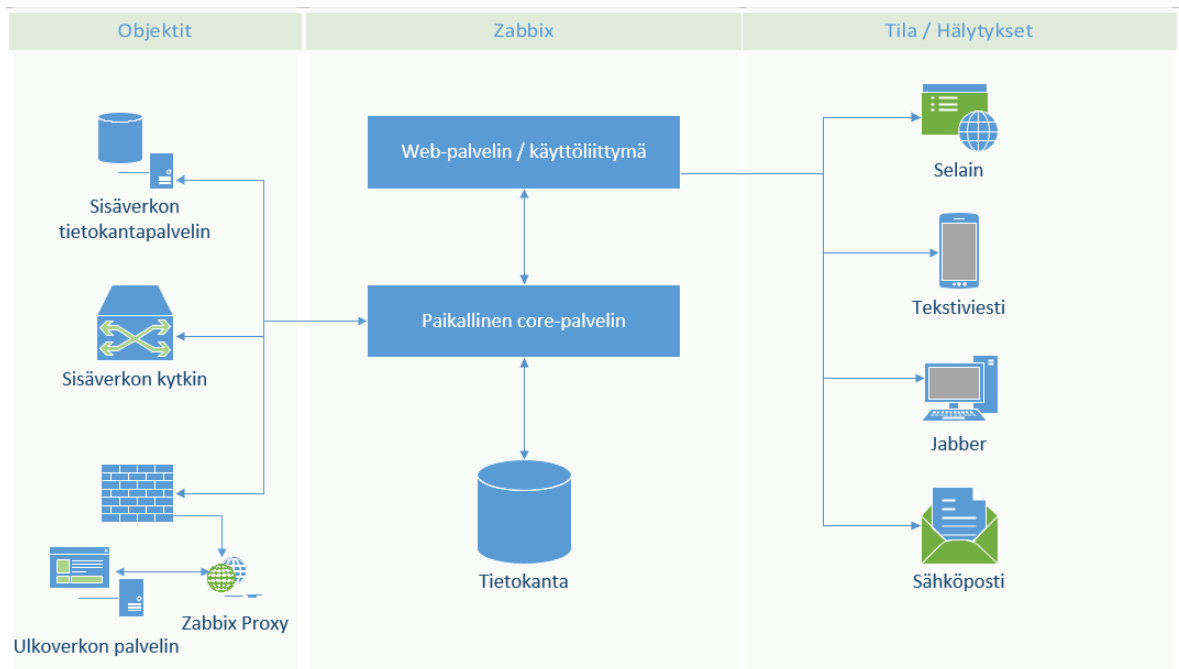 Objektit
Zabbix
Tila / Hälytykset
Sisäverkon
tietokantapalvelin
Sisäverkon kytkin
Ulkoverkon palvelin
Zabbix Proxy
Web-palvelin / käyttöliittymä
Paikallinen core-palvelin
Tietokanta
Selain
Tekstiviesti
Jabber
Sähköposti